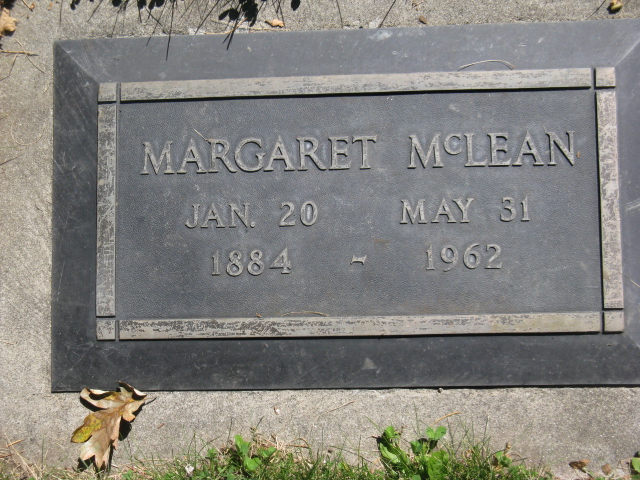 MARGARET McLEAN
JAN. 20 MAY 31
1884 - 1962